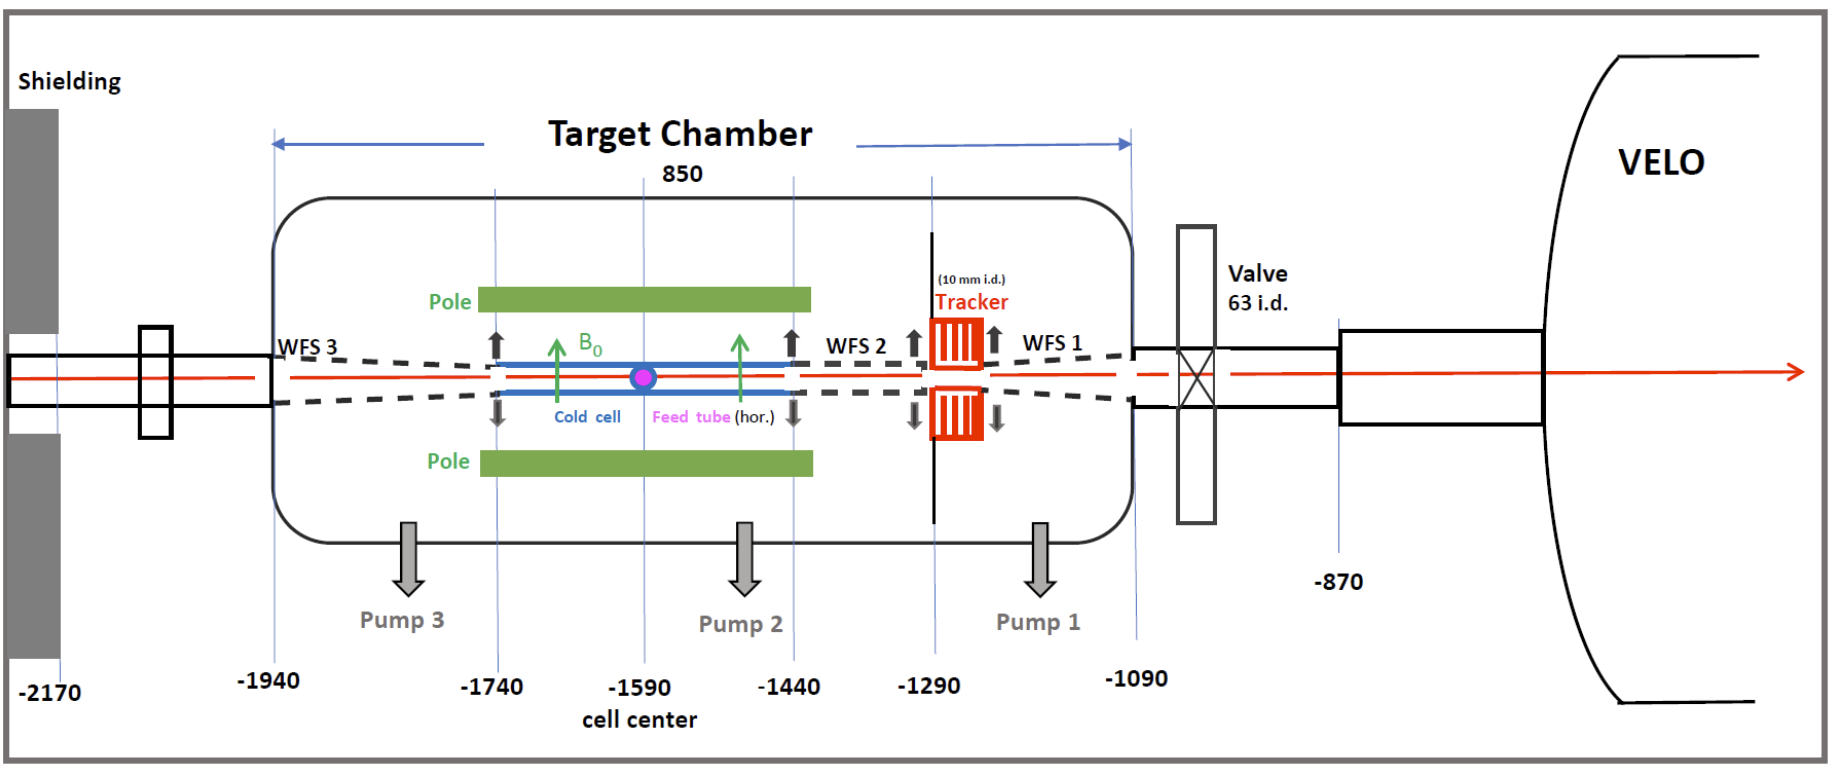 Shielding
Target Chamber
850
VELO
Valve
63 i.d.
(10 mm i.d.)
Tracker
Pole
B0
WFS 3
WFS 2
WFS 1
Cold cell
Feed tube (hor.)
Pole
Pump 3
Pump 2
Pump 1
-870
-2170
-1940
-1740
-1590
-1440
-1290
-1090
cell center